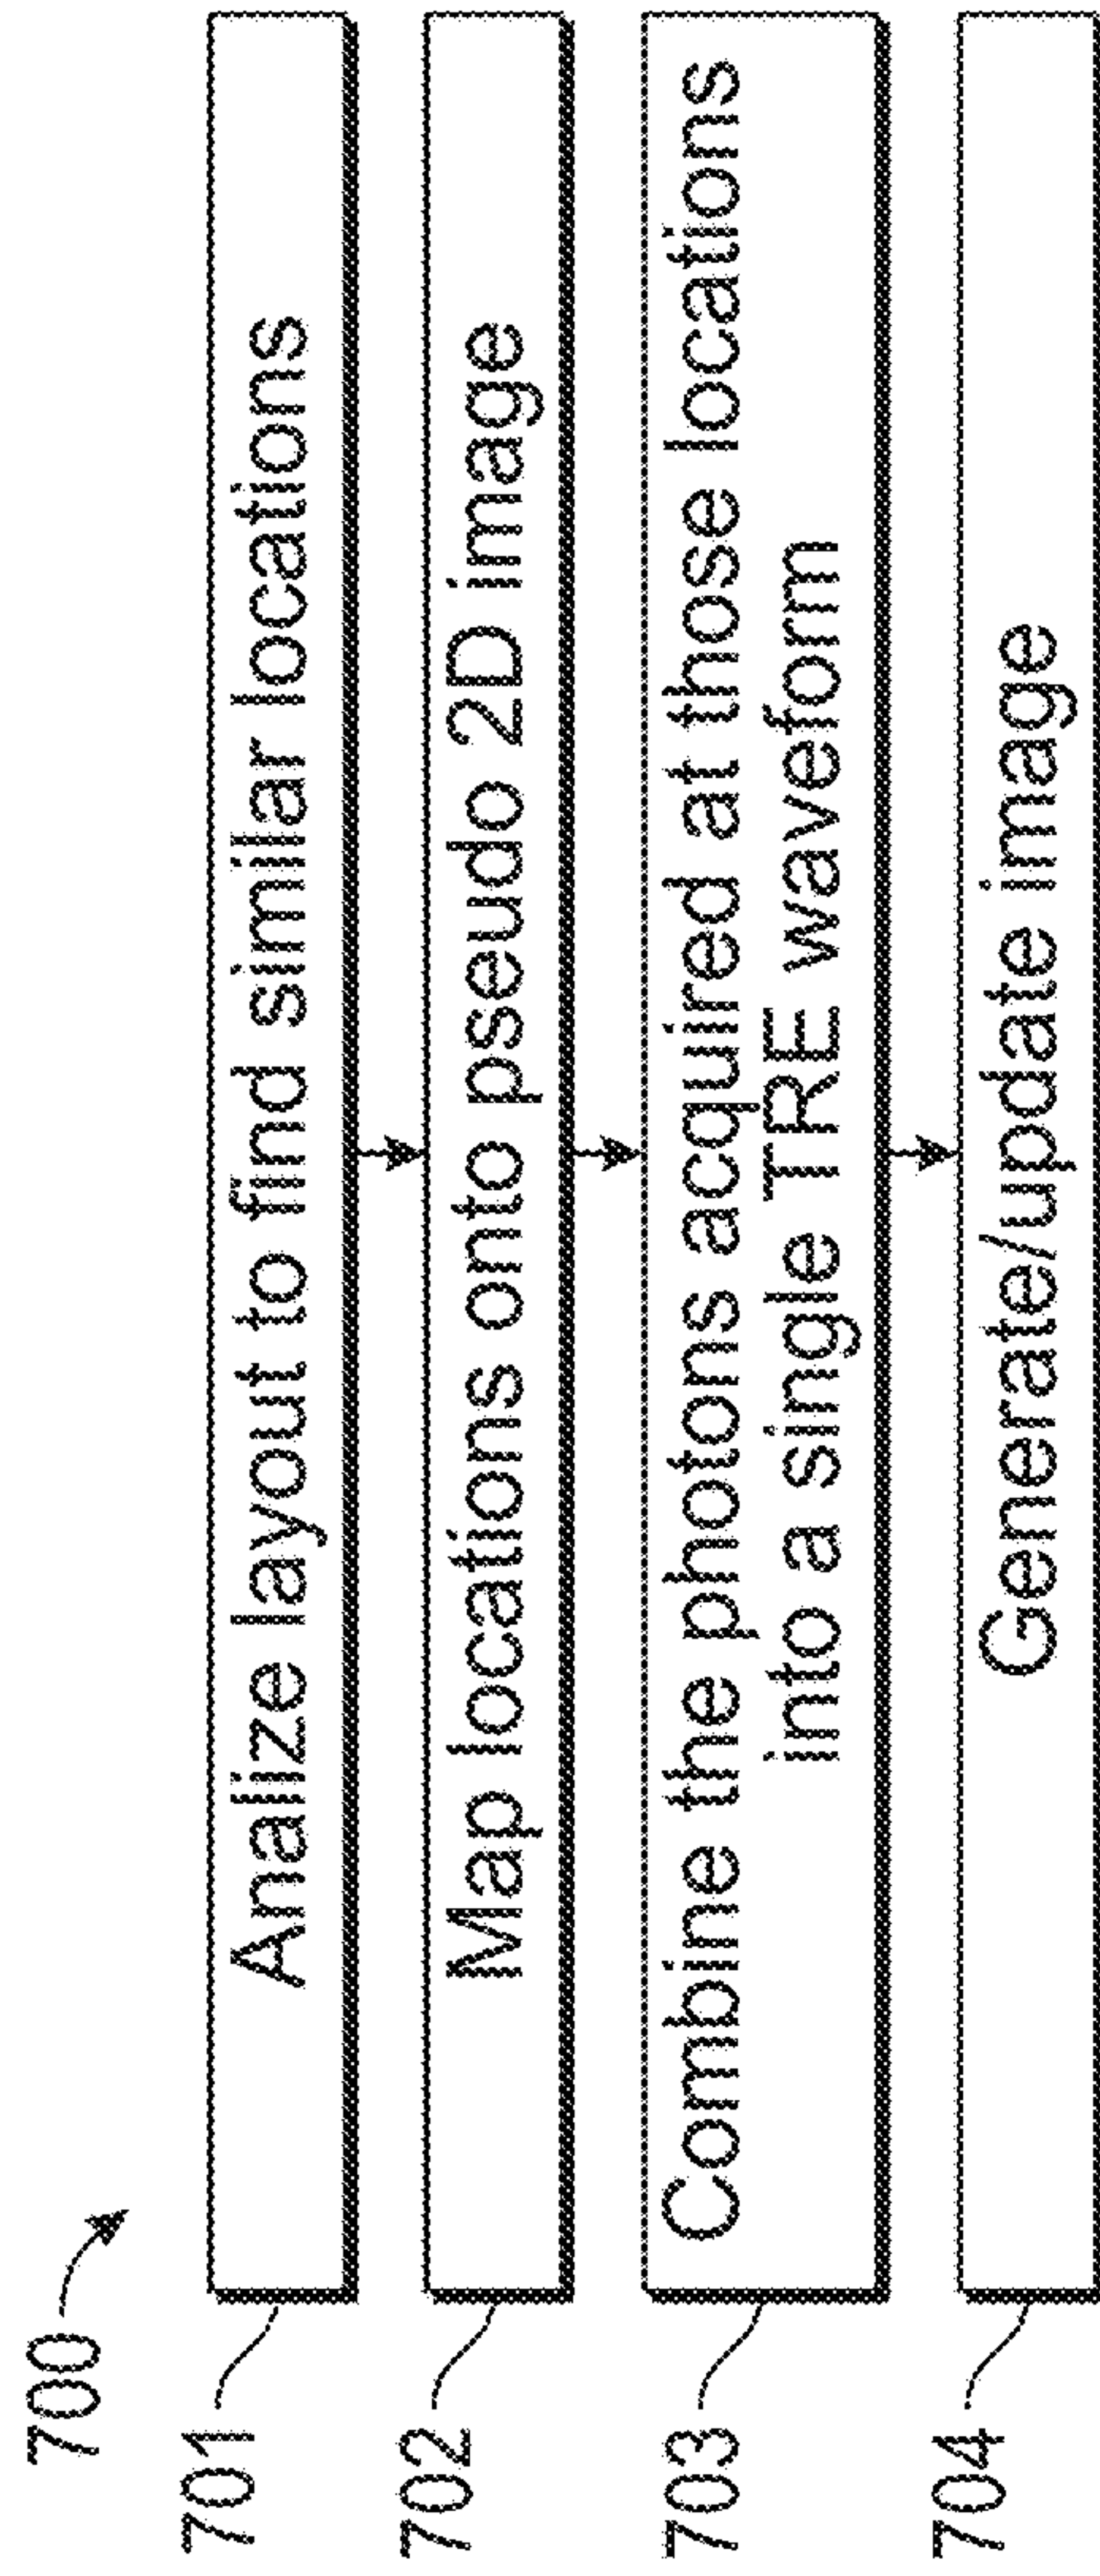 700
701
Analize layout to find similar locations
702
Map locations onto pseudo 2D image
703
Combine the photons acquired at those locations
into a single TRE waveform
704
Generate/update image